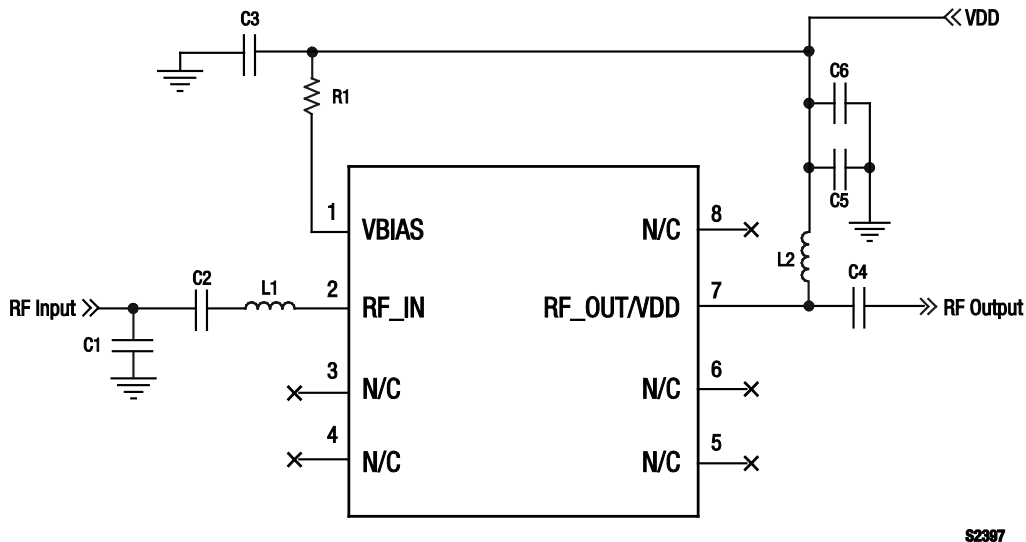 C3
VDD
C6
R1
C5
1
VBIAS
N/C
8
L2
C4
C2
L1
2
7
RF Input
RF_IN
RF_OUT/VDD
RF Output
C1
3
N/C
N/C
6
4
N/C
N/C
5
S2397